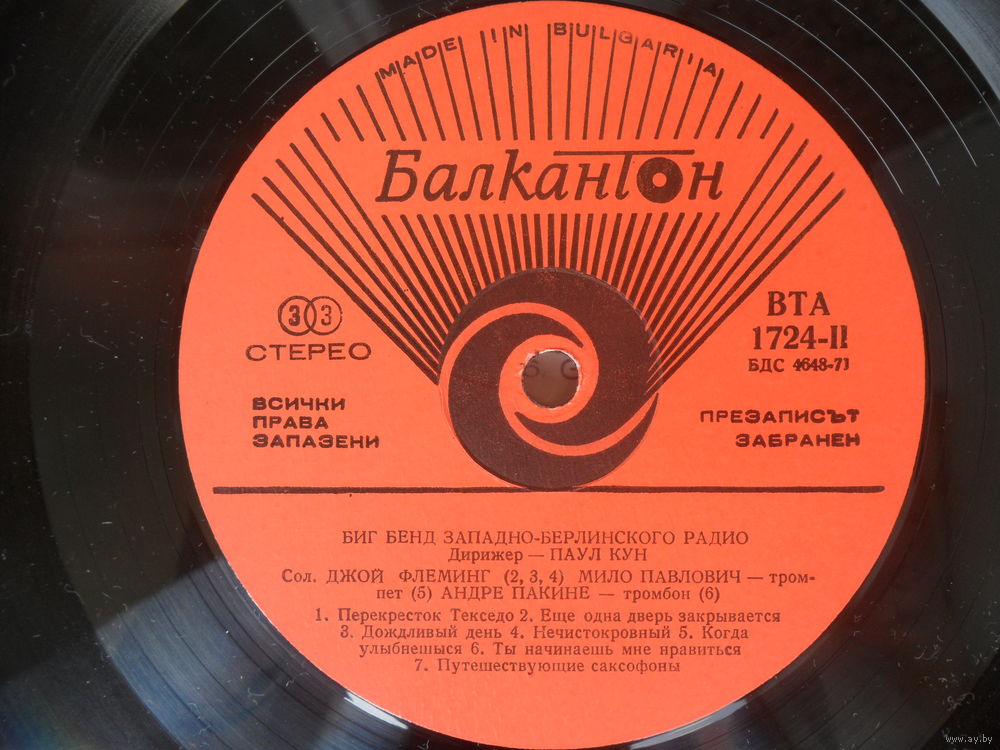 MADE IN BULGARIA
Балкантон
33
СТЕРЕО
ВТА
1724-II
БДС 4648-71
ВСИЧКИ
ПРАВА
ЗАПАЗЕНИ
ПРЕЗАПИСЪТ
ЗАБРАНЕН
БИГ БЕНД ЗАПАДНО-БЕРЛИНСКОГО РАДИО
Дирижер — ПАУЛ КУН
Сол. ДЖОЙ ФЛЕМИНГ (2, 3, 4) МИЛО ПАВЛОВИЧ — тром-
пет (5) АНДРЕ ПАКИНЕ — тромбон (6)
1. Перекресток Текседо 2. Еще одна дверь закрывается
3. Дождливый день 4. Нечистокровный 5. Когда
улыбнешыся 6. Ты начинаешь мне нравиться
7. Путешествующие саксофоны
www.ay.by